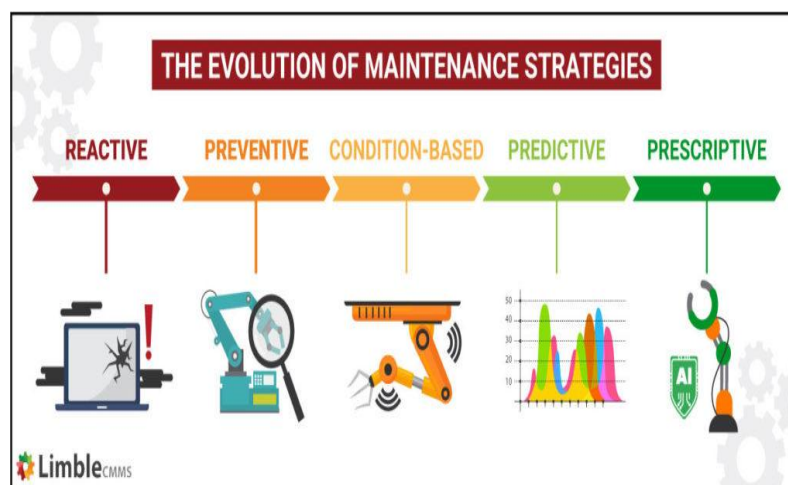 THE EVOLUTION OF MAINTENANCE STRATEGIES
REACTIVE PREVENTIVE CONDITION-BASED PREDICTIVE PRESCRIPTIVE
!
50
40
30
20
10
AI
LimbleCMMS